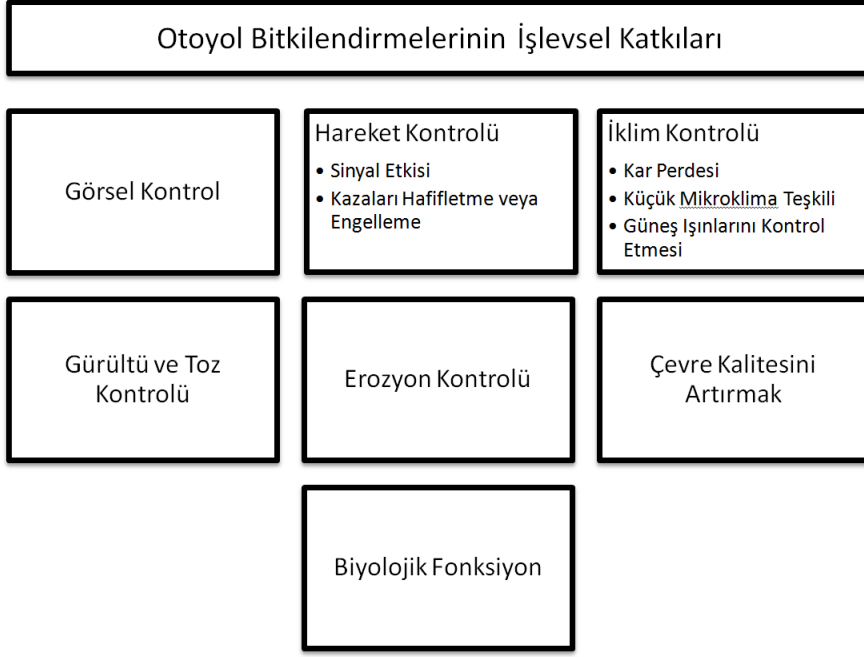 Otoyol Bitkilendirmelerinin İşlevsel Katkıları
Görsel Kontrol
Hareket Kontrolü
• Sinyal Etkisi
• Kazaları Hafifletme veya
Engelleme
İklim Kontrolü
• Kar Perdesi
• Küçük Mikroklima Teşkili
• Güneş Işınlarını Kontrol
Etmesi
Gürültü ve Toz
Kontrolü
Erozyon Kontrolü
Çevre Kalitesini
Artırmak
Biyolojik Fonksiyon